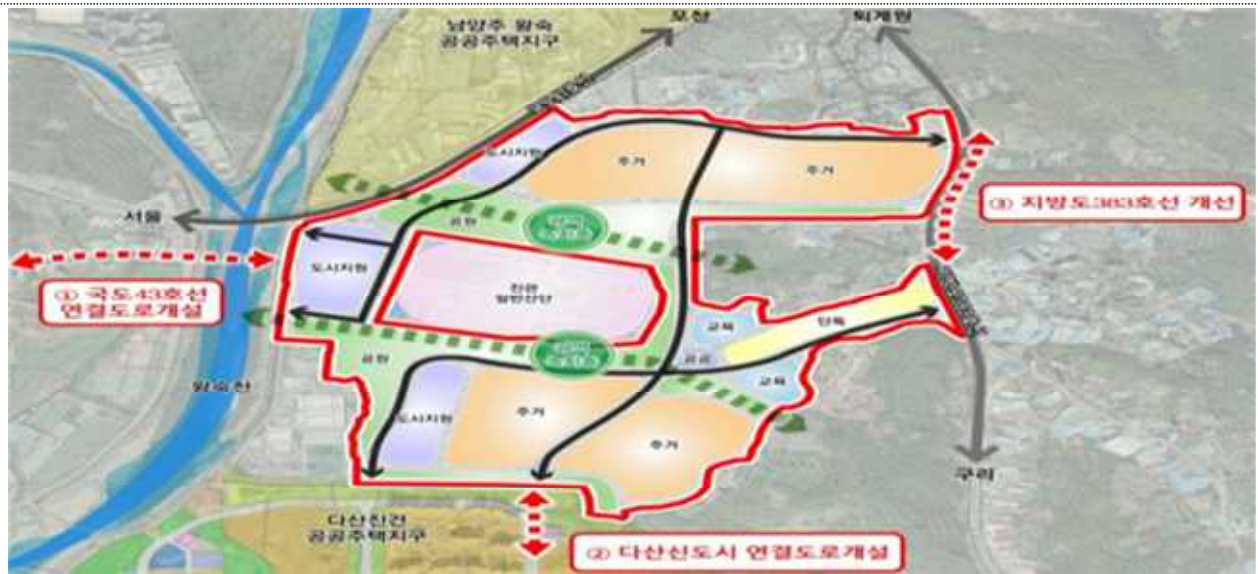 포천
퇴계원
남양주 왕숙
공공주택지구
도시지원
주거
주거
③ 지방도383호선 개선
서울
공원
도시지원
진관
일반산단
① 국도43호선
연결도로개설
교육
단독
공원
공공
교육
왕숙천
도시지원
주거
주거
구리
다산진건
공공주택지구
② 다산신도시 연결도로개설